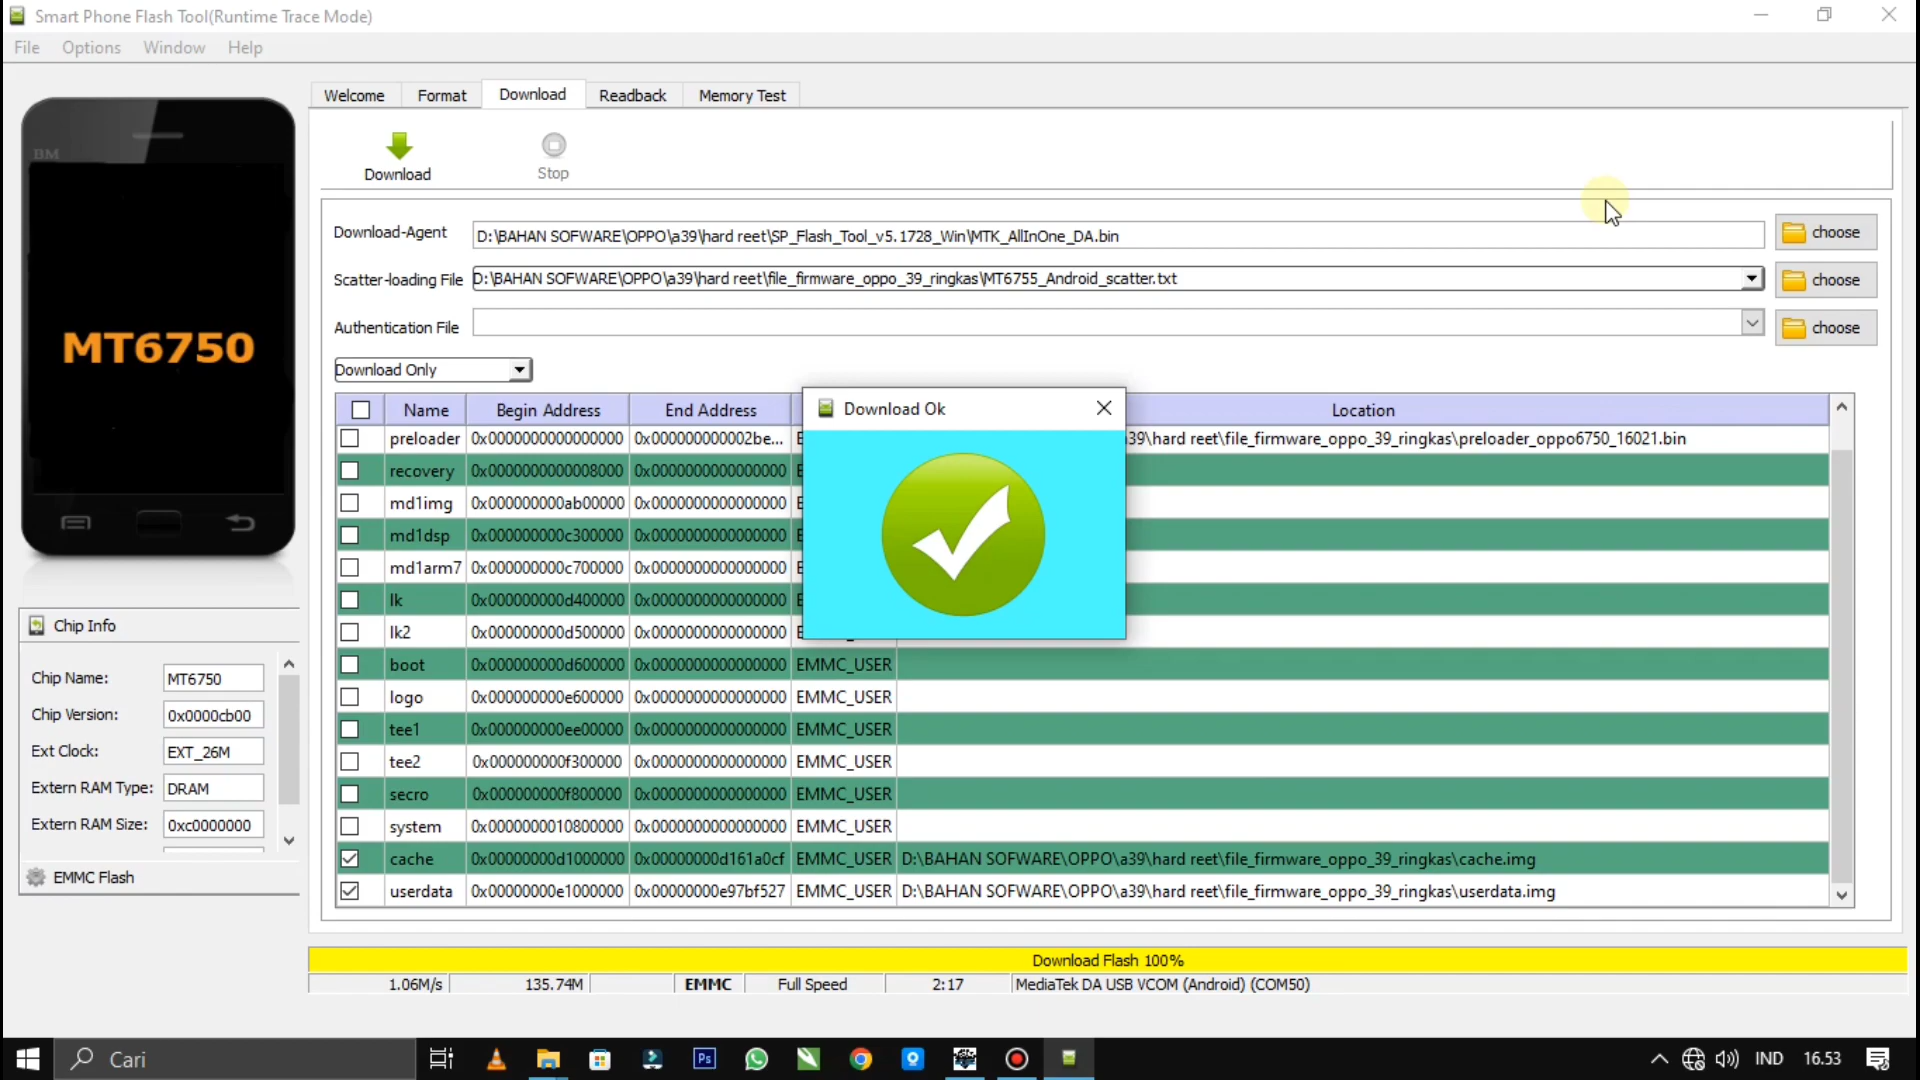 Smart Phone Flash Tool(Runtime Trace Mode)
File Options Window Help
Welcome Format Download Readback Memory Test
BM
MT6750
Download Stop
Download-Agent D:\BAHAN SOFWARE\OPPO\a39\hard reet\SP_Flash_Tool_v5.1728_Win\MTK_AllInOne_DA.bin choose
Scatter-loading File D:\BAHAN SOFWARE\OPPO\a39\hard reet\file_firmware_oppo_39_ringkas\MT6755_Android_scatter.txt choose
Authentication File choose
Download Only
Name Begin Address End Address Location
preloader 0x0000000000000000 0x000000000002be... E a39\hard reet\file_firmware_oppo_39_ringkas\preloader_oppo6750_16021.bin
recovery 0x0000000000008000 0x0000000000000000 E
md1img 0x000000000ab00000 0x0000000000000000 E
md1dsp 0x000000000c300000 0x0000000000000000 E
md1arm7 0x000000000c700000 0x0000000000000000 E
lk 0x000000000d400000 0x0000000000000000 E
lk2 0x000000000d500000 0x0000000000000000 E
boot 0x000000000d600000 0x0000000000000000 EMMC_USER
logo 0x000000000e600000 0x0000000000000000 EMMC_USER
tee1 0x000000000ee00000 0x0000000000000000 EMMC_USER
tee2 0x000000000f300000 0x0000000000000000 EMMC_USER
secro 0x000000000f800000 0x0000000000000000 EMMC_USER
system 0x0000000010800000 0x0000000000000000 EMMC_USER
cache 0x00000000d1000000 0x00000000d161a0cf EMMC_USER D:\BAHAN SOFWARE\OPPO\a39\hard reet\file_firmware_oppo_39_ringkas\cache.img
userdata 0x00000000e1000000 0x00000000e97bf527 EMMC_USER D:\BAHAN SOFWARE\OPPO\a39\hard reet\file_firmware_oppo_39_ringkas\userdata.img
Download Ok
Chip Info
Chip Name: MT6750
Chip Version: 0x0000cb00
Ext Clock: EXT_26M
Extern RAM Type: DRAM
Extern RAM Size: 0xc0000000
EMMC Flash
Download Flash 100%
1.06M/s 135.74M EMMC Full Speed 2:17 MediaTek DA USB VCOM (Android) (COM50)
Cari Ps IND 16.53